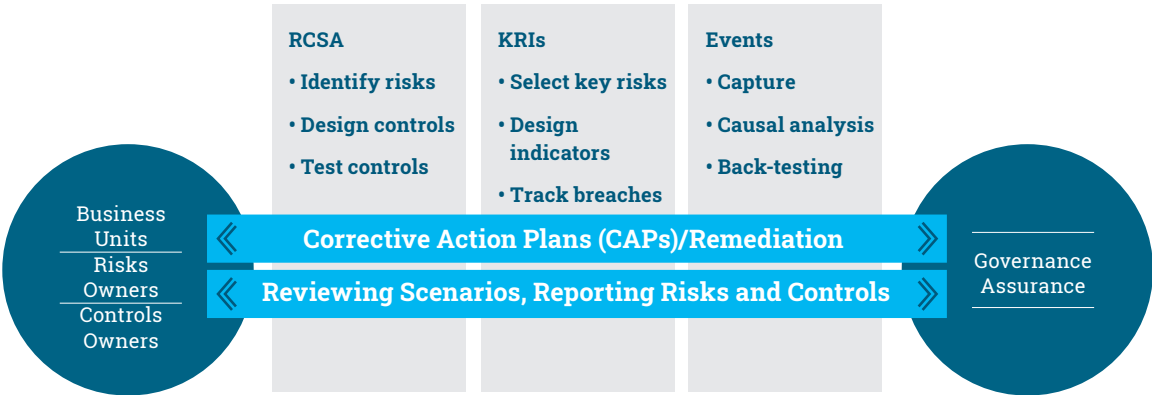 RCSA
• Identify risks
• Design controls
• Test controls
KRIs
• Select key risks
• Design
indicators
• Track breaches
Events
• Capture
• Causal analysis
• Back-testing
Business
Units
Risks
Owners
Controls
Owners
Corrective Action Plans (CAPs)/Remediation
Reviewing Scenarios, Reporting Risks and Controls
Governance
Assurance